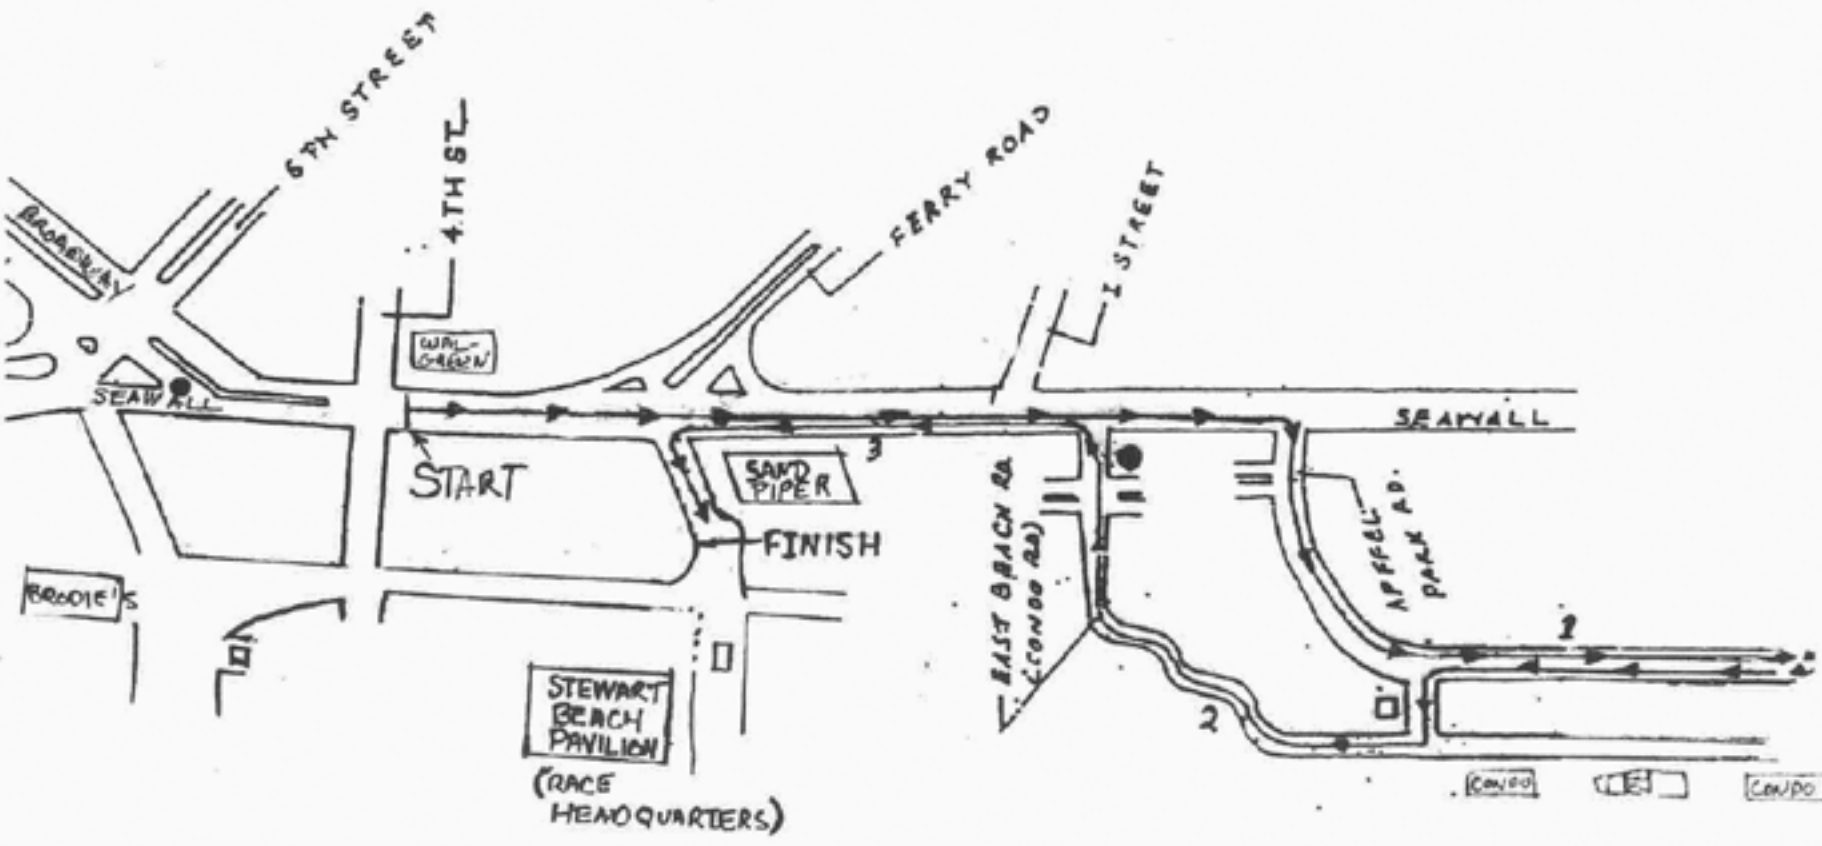 6TH STREET
4TH ST
BROADWAY
FERRY ROAD
I STREET
WAL-
GREEN
SEAWALL
SEAWALL
START
SAND
PIPER
3
FINISH
EAST BEACH RD
(CONDO RD)
APFFEL
PARK RD.
BRODIE'S
1
2
STEWART
BEACH
PAVILION
(RACE
HEADQUARTERS)
CONDO
CONDO